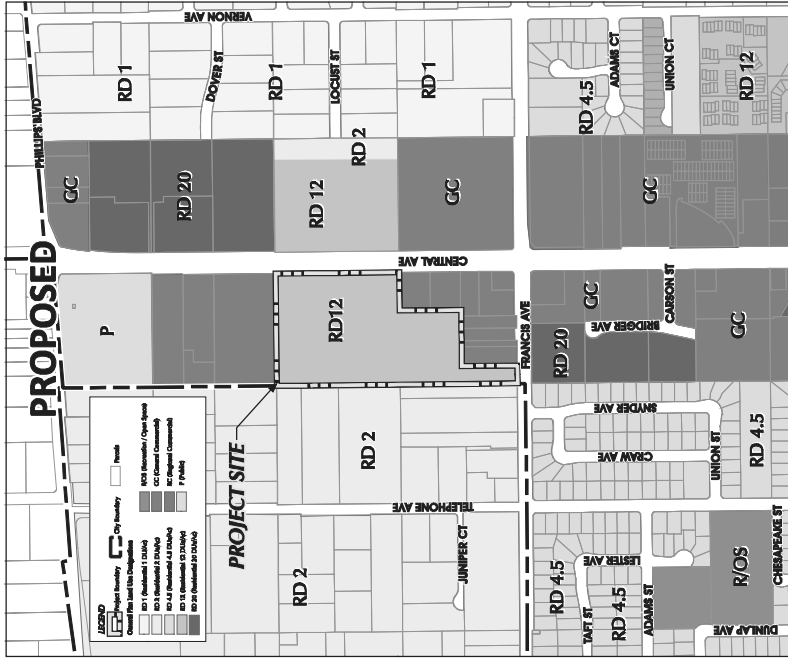 PROPOSED
VERNON AVE
PHILLIPS BLVD
DOVER ST
LOCUST ST
ADAMS CT
UNION CT
RD 1
RD 1
RD 1
RD 4.5
RD 12
RD 2
GC
RD 20
RD 12
GC
GC
CENTRAL AVE
P
RD12
FRANCIS AVE
GC
CARSON ST
BRIDGER AVE
RD 20
GC
SNYDER AVE
CRAW AVE
UNION ST
RD 4.5
RD 2
PROJECT SITE
TELEPHONE AVE
RD 2
JUNIPER CT
LESTER AVE
RD 4.5
TAFT ST
RD 4.5
ADAMS ST
R/OS
CHESAPEAKE ST
DUNLAP AVE
LEGEND
Project Boundary
City Boundary
Parcels
General Plan Land Use Designations
RD 1 (Residential 1 DU/Ac)
RD 2 (Residential 2 DU/Ac)
RD 4.5 (Residential 4.5 DU/Ac)
RD 12 (Residential 12 DU/Ac)
RD 20 (Residential 20 DU/Ac)
R/OS (Recreation / Open Space)
GC (General Commercial)
RC (Regional Commercial)
P (Public)